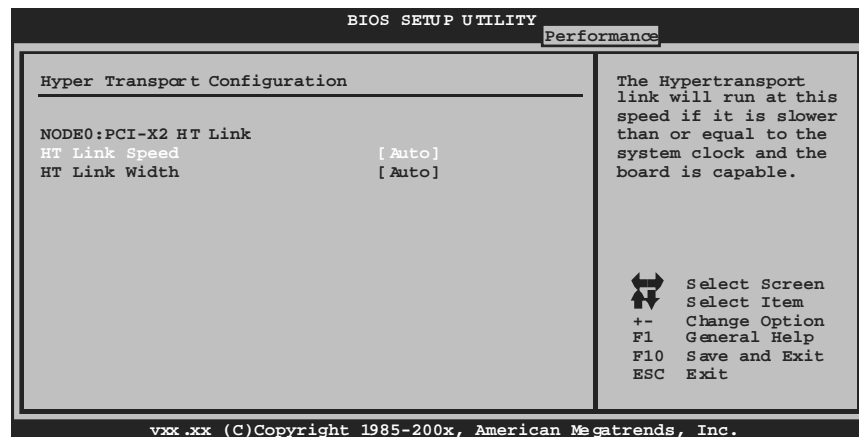 BIOS SETUP UTILITY
Performance
Hyper Transport Configuration
NODE0:PCI-X2 HT Link
HT Link Speed [Auto]
HT Link Width [Auto]
The Hypertransport
link will run at this
speed if it is slower
than or equal to the
system clock and the
board is capable.
Select Screen
Select Item
+- Change Option
F1 General Help
F10 Save and Exit
ESC Exit
vxx.xx (C)Copyright 1985-200x, American Megatrends, Inc.